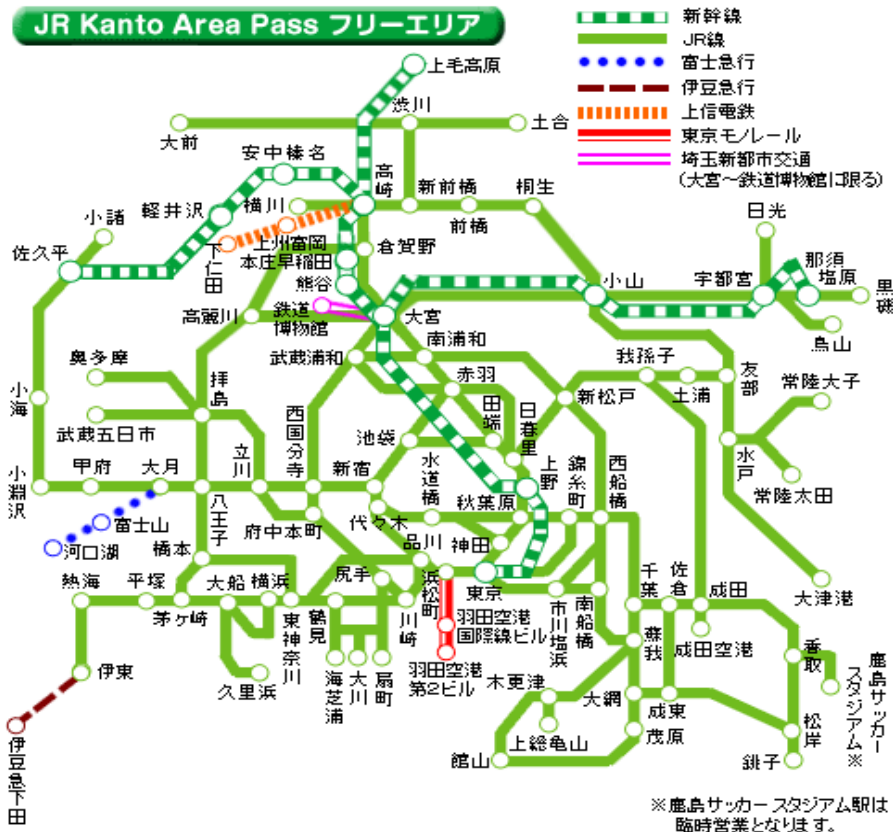 JR Kanto Area Pass フリーエリア
新幹線
JR線
富士急行
伊豆急行
上信電鉄
東京モノレール
埼玉新都市交通
(大宮～鉄道博物館に限る)
上毛高原
渋川
大前
土合
安中榛名
高崎
新前橋
前橋
桐生
軽井沢
横川
小諸
佐久平
下仁田
上州富岡
本庄早稲田
倉賀野
熊谷
日光
那須塩原
小山
宇都宮
黒磯
烏山
高麗川
鉄道博物館
大宮
武蔵浦和
南浦和
奥多摩
拝島
武蔵五日市
赤羽
田端
日暮里
新松戸
我孫子
土浦
友部
常陸大子
水戸
常陸太田
小海
小淵沢
甲府
大月
立川
西国分寺
新宿
池袋
水道橋
上野
錦糸町
西船橋
秋葉原
富士山
河口湖
八王子
府中本町
代々木
神田
品川
浜松町
東京
橋本
熱海
平塚
茅ヶ崎
大船
横浜
東神奈川
鶴見
尻手
川崎
市川塩浜
南船橋
千葉
佐倉
成田
大津港
伊東
久里浜
海芝浦
大川
扇町
羽田空港国際線ビル
羽田空港第2ビル
蘇我
成田空港
香取
鹿島サッカースタジアム※
木更津
大網
成東
松岸
上総亀山
茂原
館山
銚子
伊豆急下田
※鹿島サッカースタジアム駅は
臨時営業となります。